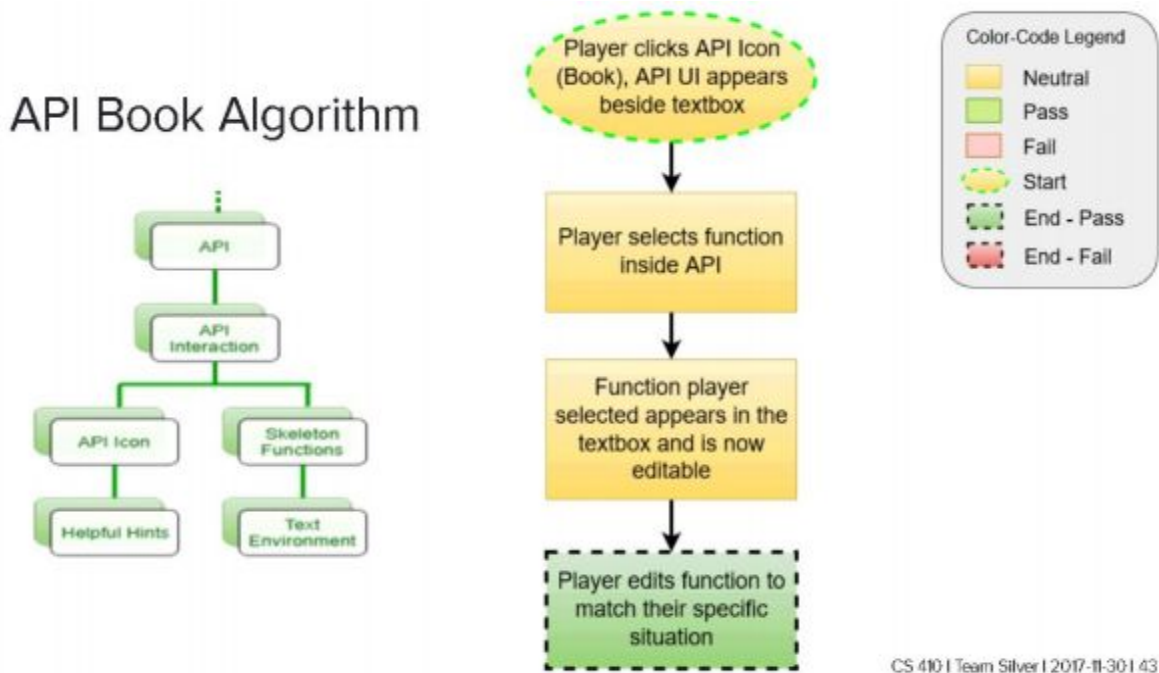 API Book Algorithm
API
API
Interaction
API Icon
Skeleton
Functions
Helpful Hints
Text
Environment
Player clicks API Icon
(Book), API UI appears
beside textbox
Player selects function
inside API
Function player
selected appears in the
textbox and is now
editable
Player edits function to
match their specific
situation
Color-Code Legend
Neutral
Pass
Fail
Start
End - Pass
End - Fail
CS 410 | Team Silver | 2017-11-30 | 43